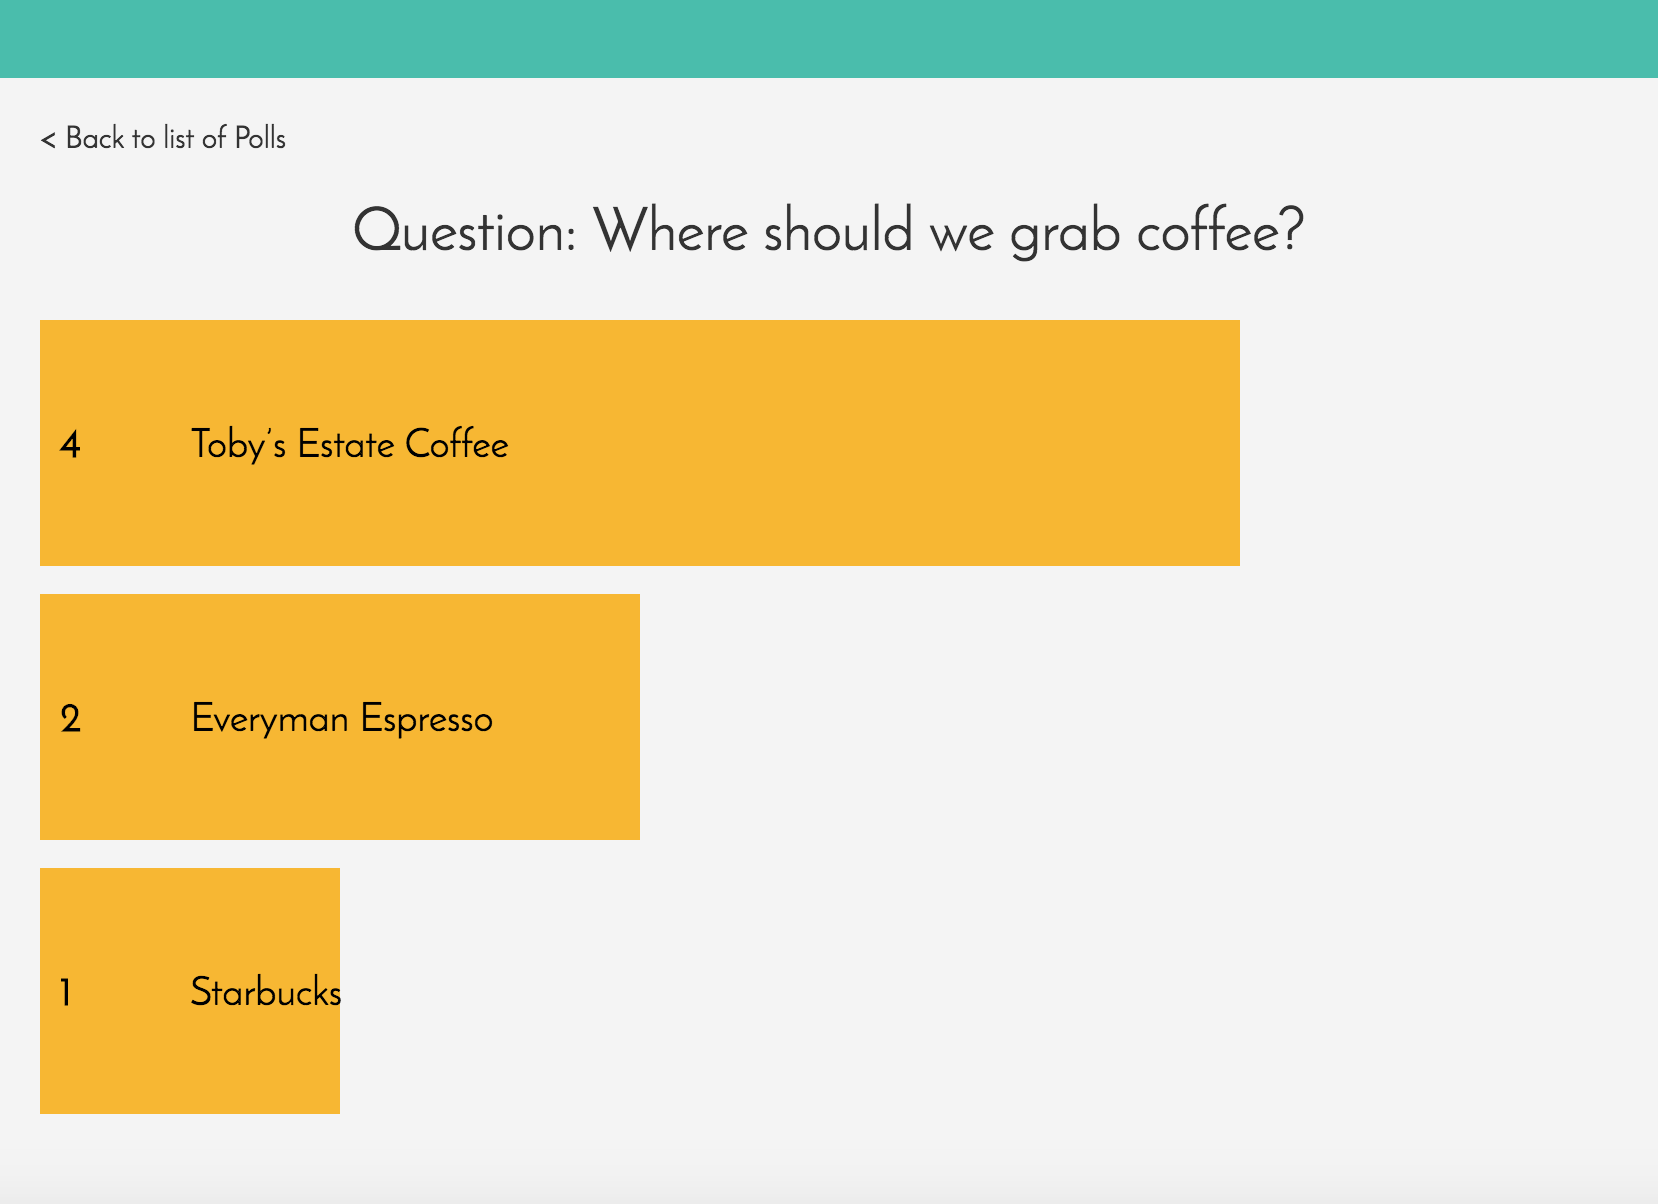 < Back to list of Polls
Question: Where should we grab coffee?
4 Toby's Estate Coffee
2 Everyman Espresso
1 Starbucks